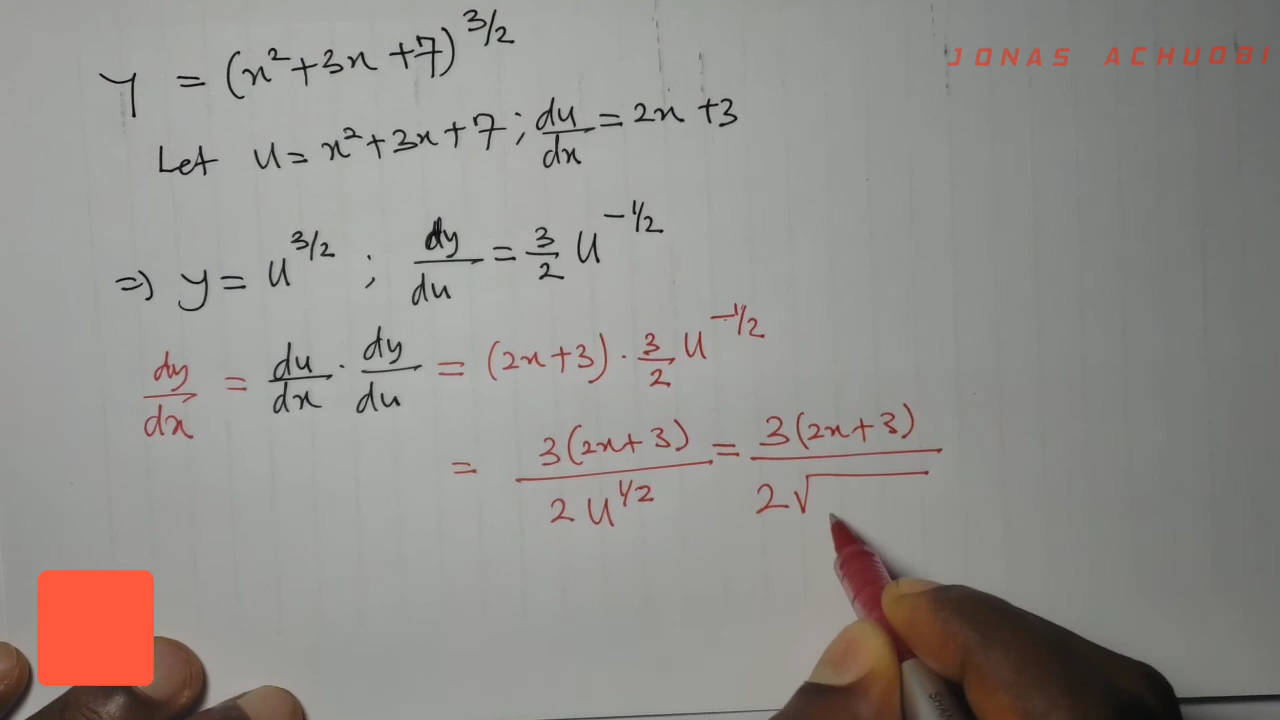 JONAS ACHUOBI
y = (x²+3x+7)^3/2
Let u = x²+3x+7 ; du/dx = 2x+3
=> y = u^3/2 ; dy/du = 3/2 u^-1/2
dy/dx = du/dx · dy/du = (2x+3) · 3/2 u^-1/2
= 3(2x+3)/2u^1/2 = 3(2x+3)/2√
SHAR